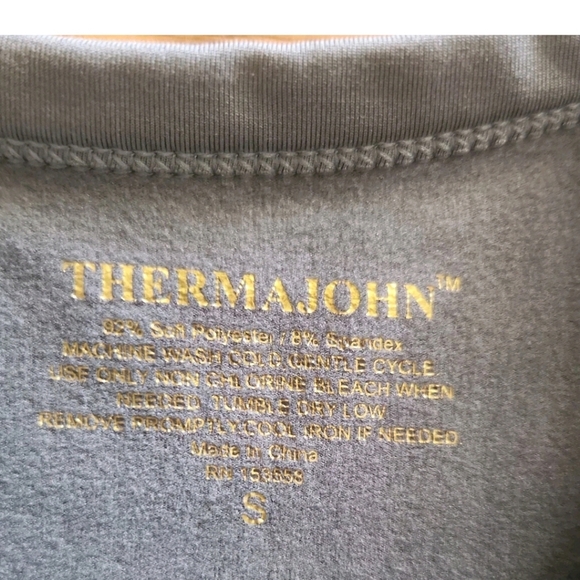 THERMAJOHN™
92% Soft Polyester / 8% Spandex
MACHINE WASH COLD GENTLE CYCLE.
USE ONLY NON CHLORINE BLEACH WHEN
NEEDED. TUMBLE DRY LOW.
REMOVE PROMPTLY.COOL IRON IF NEEDED.
Made In China
S